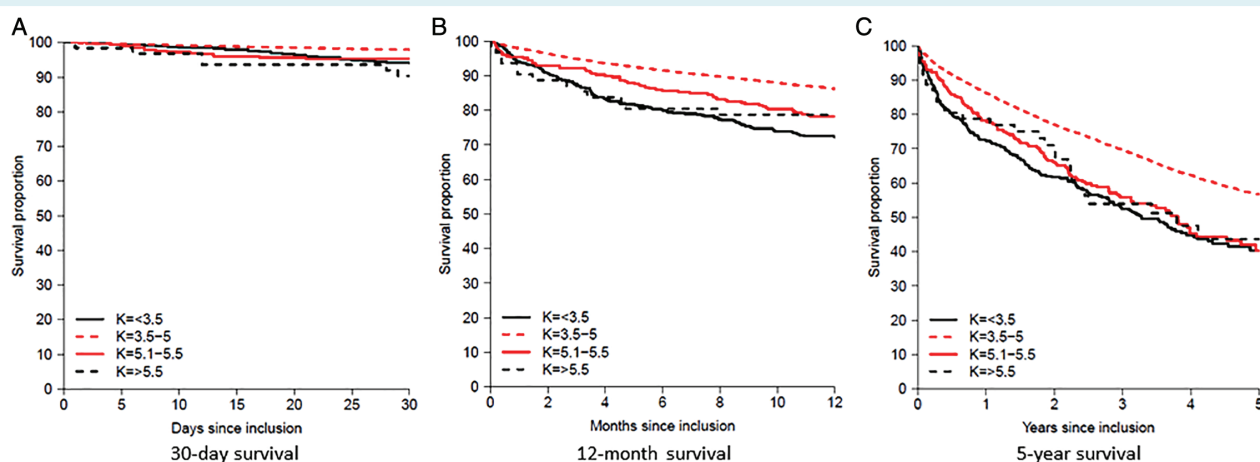 A
Survival proportion
100
90
80
70
60
50
40
30
20
10
0
K=<3.5
K=3.5−5
K=5.1−5.5
K=>5.5
0 5 10 15 20 25 30
Days since inclusion
30-day survival
B
Survival proportion
100
90
80
70
60
50
40
30
20
10
0
K=<3.5
K=3.5−5
K=5.1−5.5
K=>5.5
0 2 4 6 8 10 12
Months since inclusion
12-month survival
C
Survival proportion
100
90
80
70
60
50
40
30
20
10
0
K=<3.5
K=3.5−5
K=5.1−5.5
K=>5.5
0 1 2 3 4 5
Years since inclusion
5-year survival